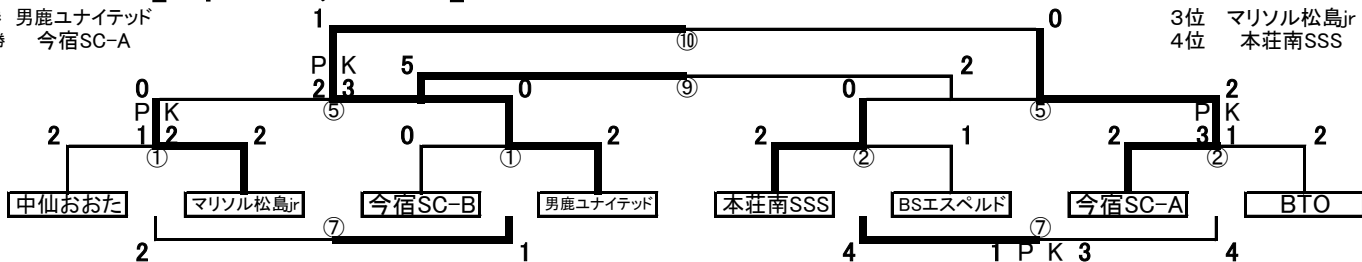 男鹿ユナイテッド 1 0 3位 マリソル松島jr
勝 今宿SC-A ⑩ 4位 本荘南SSS
PK 5 2
0 2 3 0 ⑨ 0 2
PK ⑤ ⑤ PK
2 1 2 2 0 2 2 1 2 3 1 2
① ① ② ②
中仙おおた マリソル松島jr 今宿SC-B 男鹿ユナイテッド 本荘南SSS BSエスペルド 今宿SC-A BTO
⑦ ⑦
2 1 4 1 PK 3 4